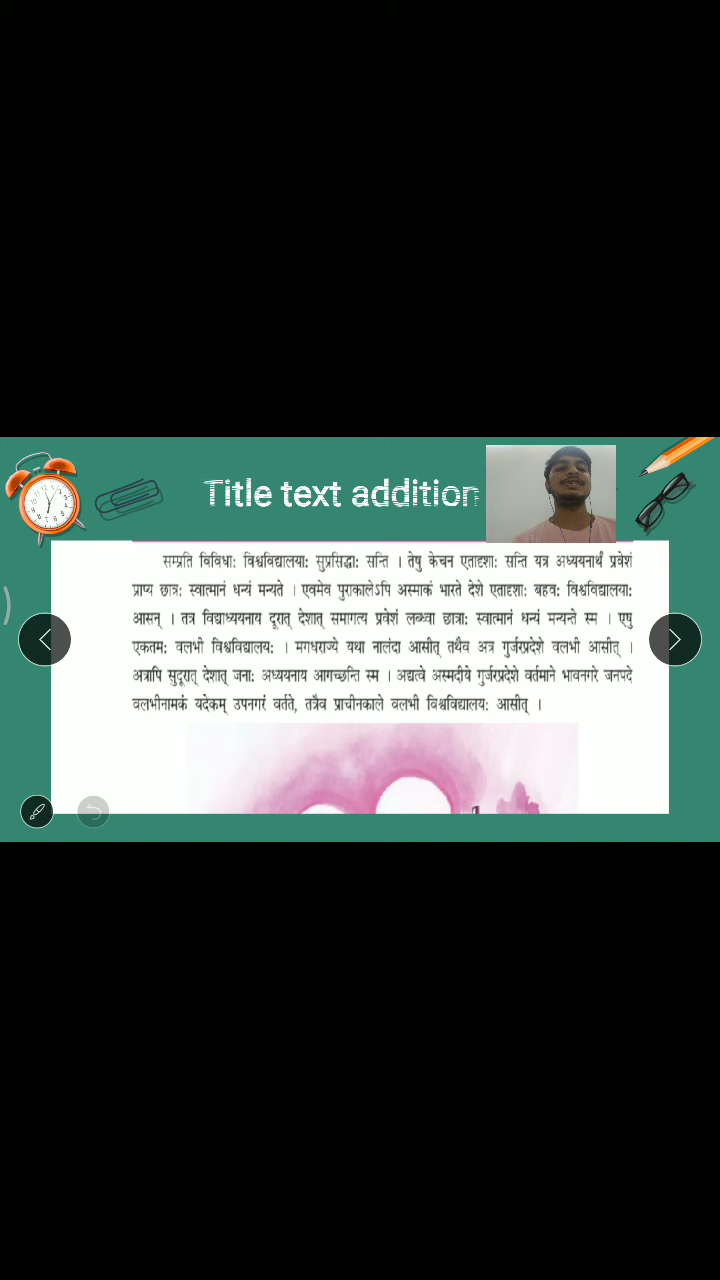 Title text addition
सम्प्रति विविधाः विश्वविद्यालयाः सुप्रसिद्धाः सन्ति । तेषु केचन एतादृशाः सन्ति यत्र अध्ययनार्थं प्रवेशं
प्राप्य छात्रः स्वात्मानं धन्यं मन्यते । एवमेव पुराकालेऽपि अस्माकं भारते देशे एतादृशाः बहवः विश्वविद्यालयाः
आसन् । तत्र विद्याध्ययनाय दूरात् देशात् समागत्य प्रवेशं लब्ध्वा छात्राः स्वात्मानं धन्यं मन्यन्ते स्म । एषु
एकतमः वलभी विश्वविद्यालयः । मगधराज्ये यथा नालंदा आसीत् तथैव अत्र गुर्जरप्रदेशे वलभी आसीत् ।
अत्रापि सुदूरात् देशात् जनाः अध्ययनाय आगच्छन्ति स्म । अद्यत्वे अस्मदीये गुर्जरप्रदेशे वर्तमाने भावनगरे जनपदे
वलभीनामकं यदेकम् उपनगरं वर्तते, तत्रैव प्राचीनकाले वलभी विश्वविद्यालयः आसीत् ।